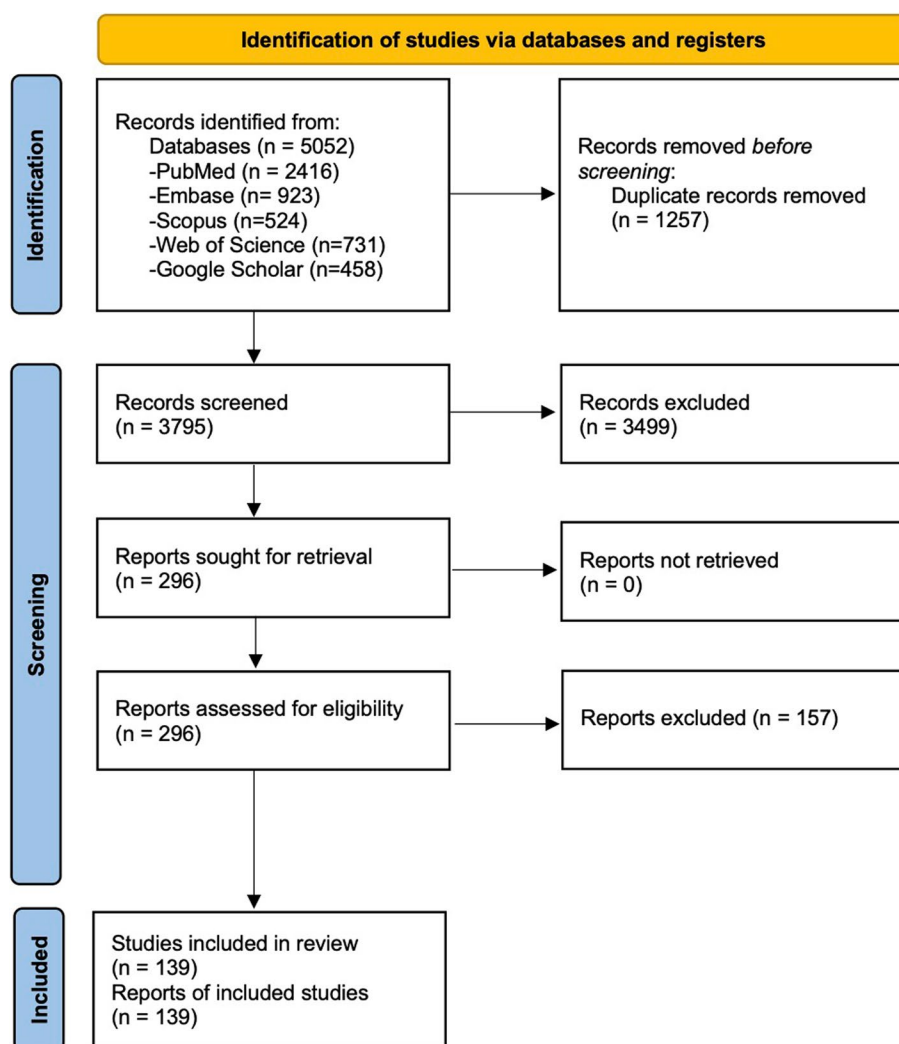 Identification of studies via databases and registers
Identification
Records identified from:
Databases (n = 5052)
-PubMed (n = 2416)
-Embase (n= 923)
-Scopus (n=524)
-Web of Science (n=731)
-Google Scholar (n=458)
Records removed before
screening:
Duplicate records removed
(n = 1257)
Screening
Records screened
(n = 3795)
Records excluded
(n = 3499)
Reports sought for retrieval
(n = 296)
Reports not retrieved
(n = 0)
Reports assessed for eligibility
(n = 296)
Reports excluded (n = 157)
Included
Studies included in review
(n = 139)
Reports of included studies
(n = 139)